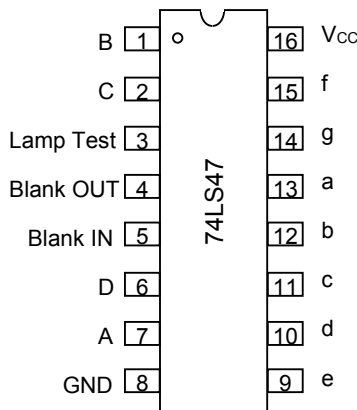 B 1 16 VCC
C 2 15 f
Lamp Test 3 14 g
Blank OUT 4 13 a
Blank IN 5 12 b
D 6 11 c
A 7 10 d
GND 8 9 e
74LS47